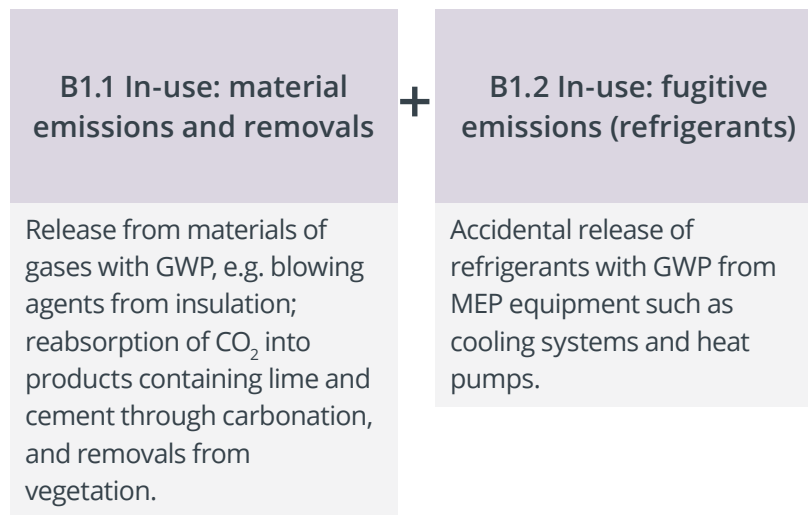 B1.1 In-use: material
emissions and removals
+
B1.2 In-use: fugitive
emissions (refrigerants)
Release from materials of
gases with GWP, e.g. blowing
agents from insulation;
reabsorption of CO₂ into
products containing lime and
cement through carbonation,
and removals from
vegetation.
Accidental release of
refrigerants with GWP from
MEP equipment such as
cooling systems and heat
pumps.